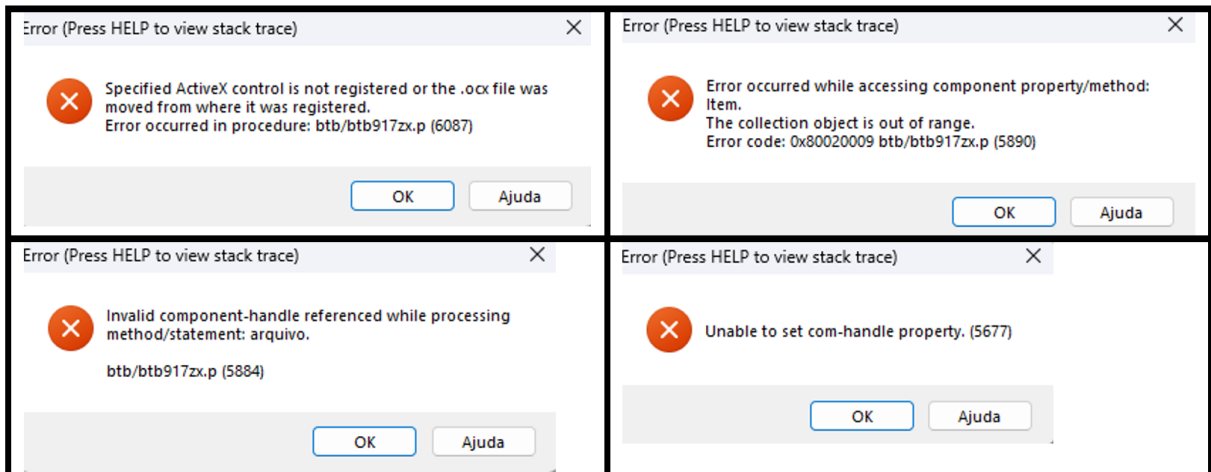 Error (Press HELP to view stack trace)
Specified ActiveX control is not registered or the .ocx file was
moved from where it was registered.
Error occurred in procedure: btb/btb917zx.p (6087)
OK
Ajuda
Error (Press HELP to view stack trace)
Error occurred while accessing component property/method:
Item.
The collection object is out of range.
Error code: 0x80020009 btb/btb917zx.p (5890)
OK
Ajuda
Error (Press HELP to view stack trace)
Invalid component-handle referenced while processing
method/statement: arquivo.
btb/btb917zx.p (5884)
OK
Ajuda
Error (Press HELP to view stack trace)
Unable to set com-handle property. (5677)
OK
Ajuda